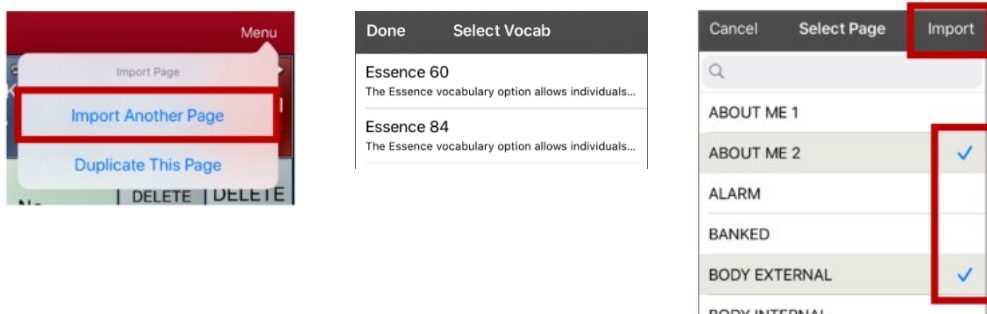 Menu
Import Page
Import Another Page
Duplicate This Page
DELETE DELETE
Done Select Vocab
Essence 60
The Essence vocabulary option allows individuals...
Essence 84
The Essence vocabulary option allows individuals...
Cancel Select Page Import
ABOUT ME 1
ABOUT ME 2
ALARM
BANKED
BODY EXTERNAL
BODY INTERNAL